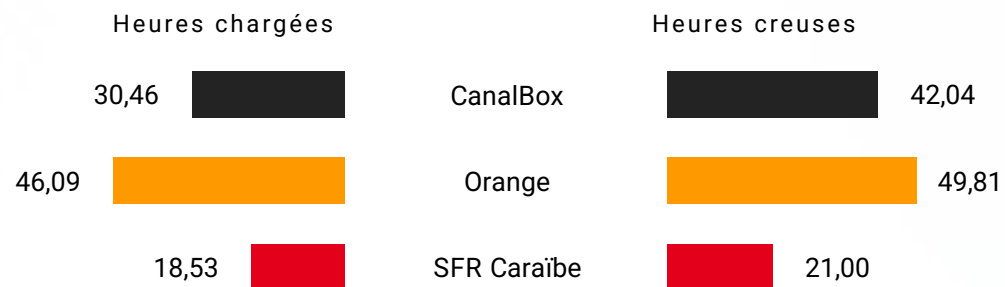 Heures chargées Heures creuses
30,46 CanalBox 42,04
46,09 Orange 49,81
18,53 SFR Caraïbe 21,00